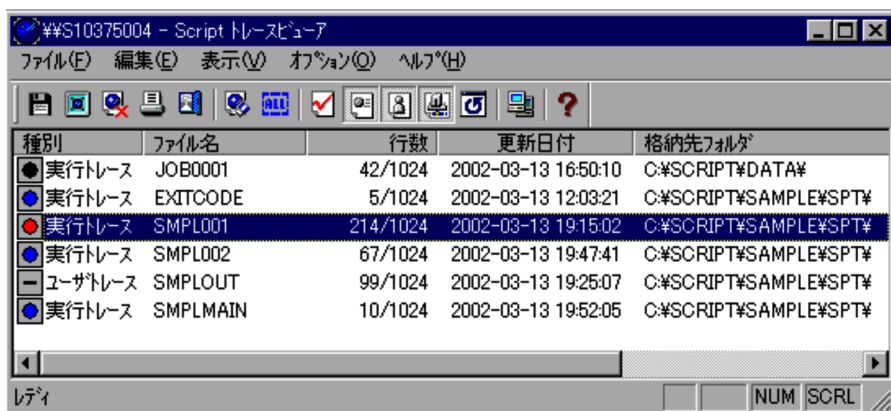 ¥¥S10375004 - Script ﾄﾚｰｽﾋﾞｭｰｱ
ﾌｧｲﾙ(F) 編集(E) 表示(V) ｵﾌﾟｼｮﾝ(O) ﾍﾙﾌﾟ(H)
ALL ?
種別 ﾌｧｲﾙ名 行数 更新日付 格納先ﾌｫﾙﾀﾞ
実行ﾄﾚｰｽ JOB0001 42/1024 2002-03-13 16:50:10 C:¥SCRIPT¥DATA¥
実行ﾄﾚｰｽ EXITCODE 5/1024 2002-03-13 12:03:21 C:¥SCRIPT¥SAMPLE¥SPT¥
実行ﾄﾚｰｽ SMPL001 214/1024 2002-03-13 19:15:02 C:¥SCRIPT¥SAMPLE¥SPT¥
実行ﾄﾚｰｽ SMPL002 67/1024 2002-03-13 19:47:41 C:¥SCRIPT¥SAMPLE¥SPT¥
ﾕｰｻﾞﾄﾚｰｽ SMPLOUT 99/1024 2002-03-13 19:25:07 C:¥SCRIPT¥SAMPLE¥SPT¥
実行ﾄﾚｰｽ SMPLMAIN 10/1024 2002-03-13 19:52:05 C:¥SCRIPT¥SAMPLE¥SPT¥
ﾚﾃﾞｨ NUM SCRL